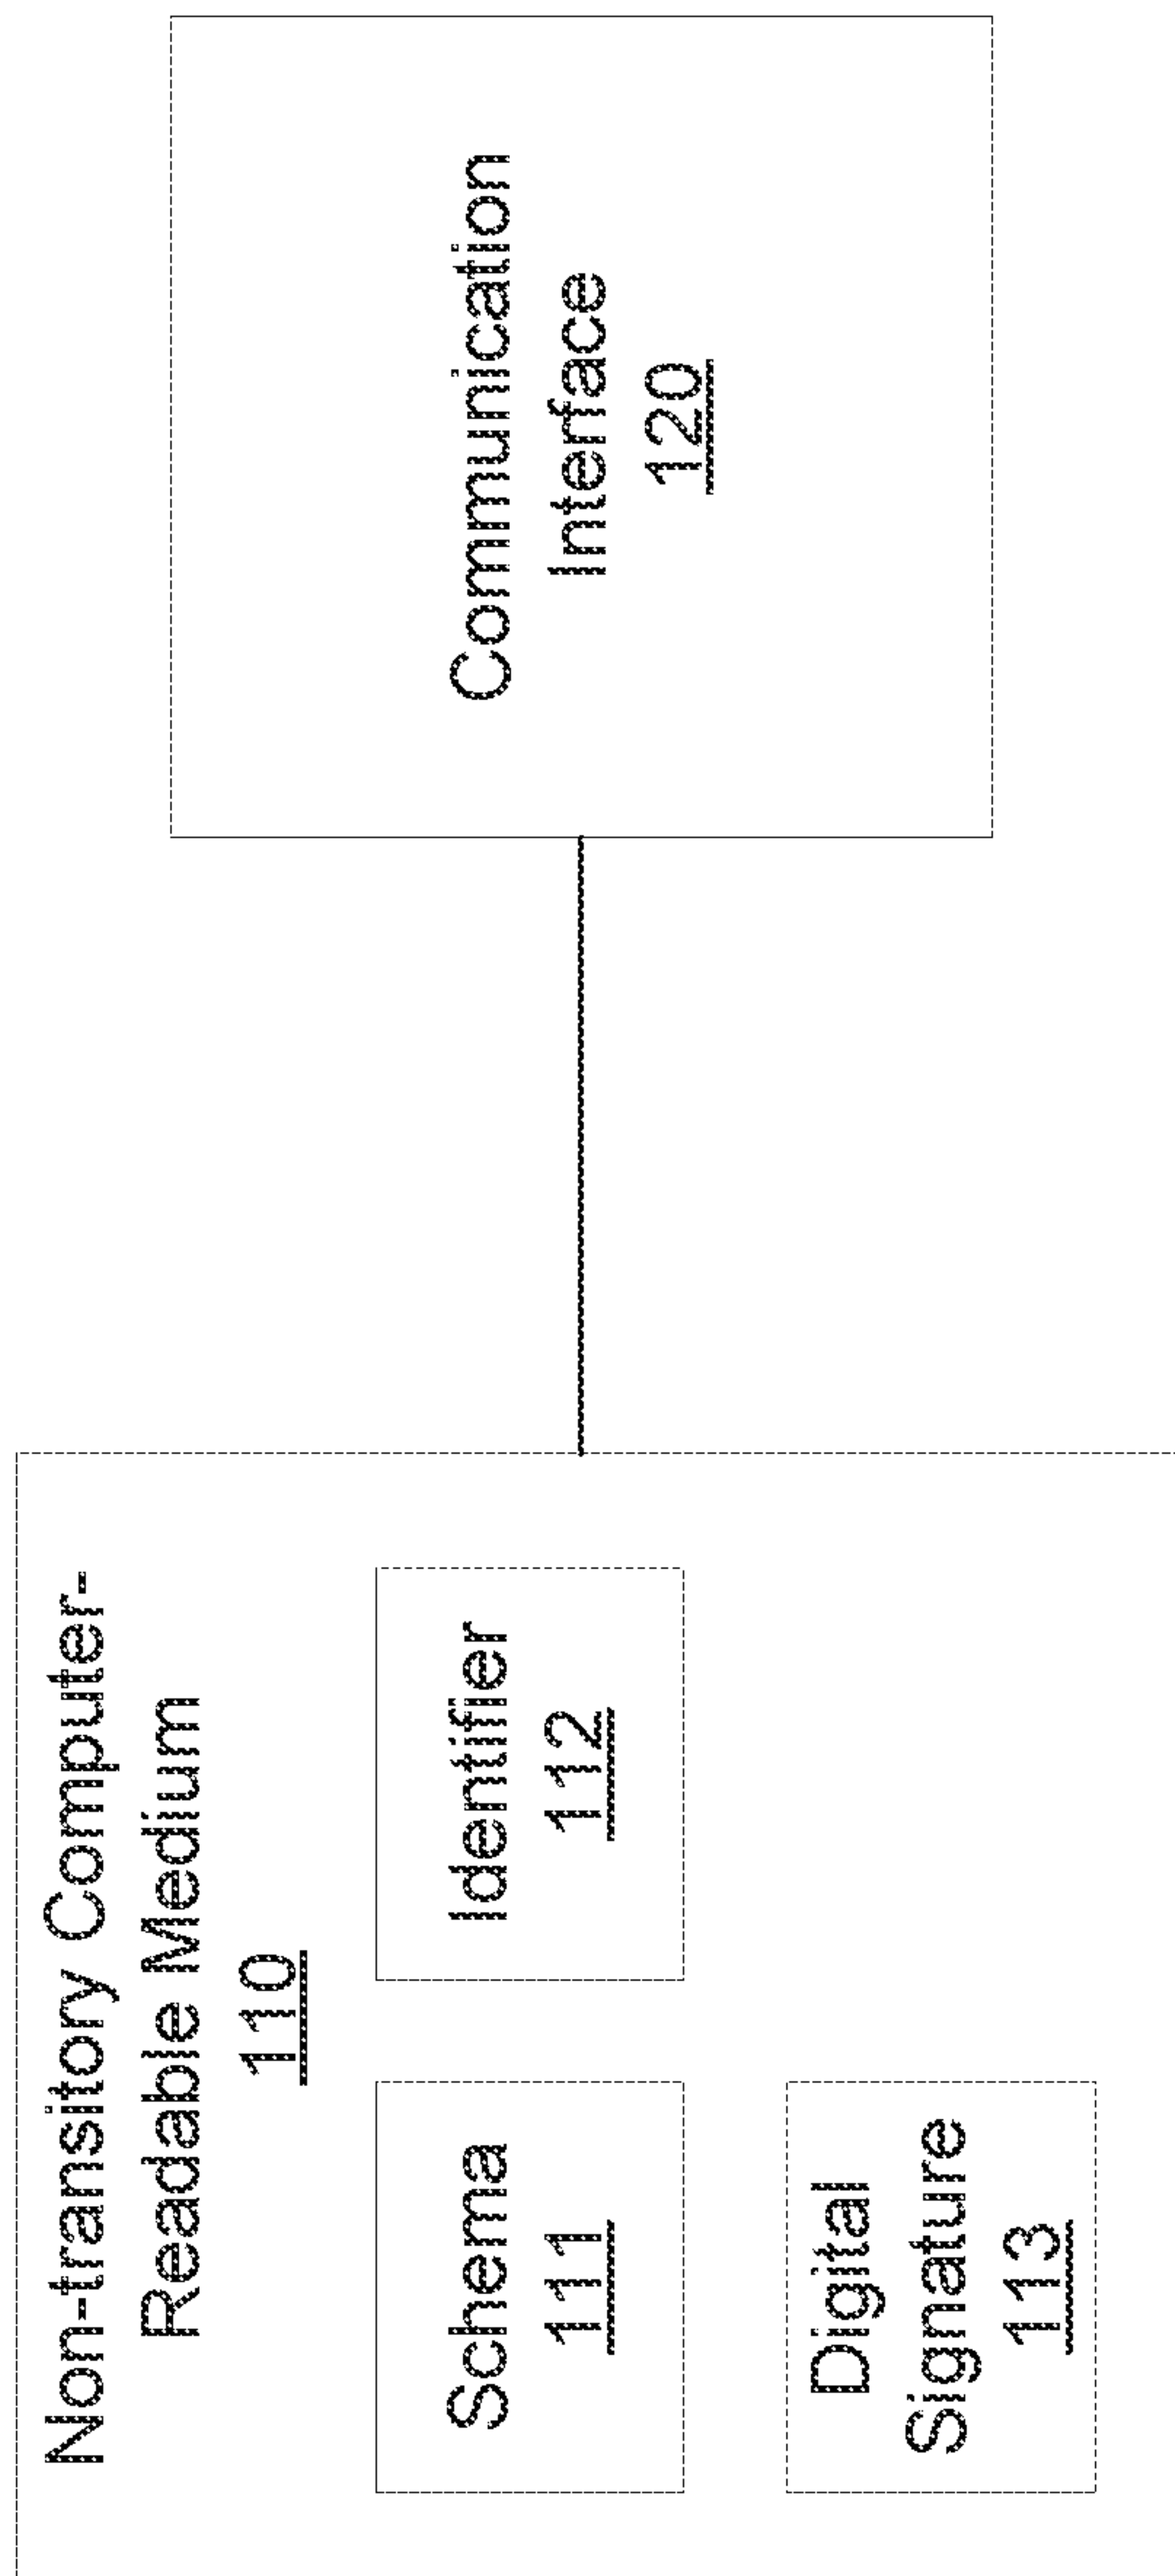 Non-transitory Computer-
Readable Medium
110
Schema
111
Identifier
112
Digital
Signature
113
Communication
Interface
120